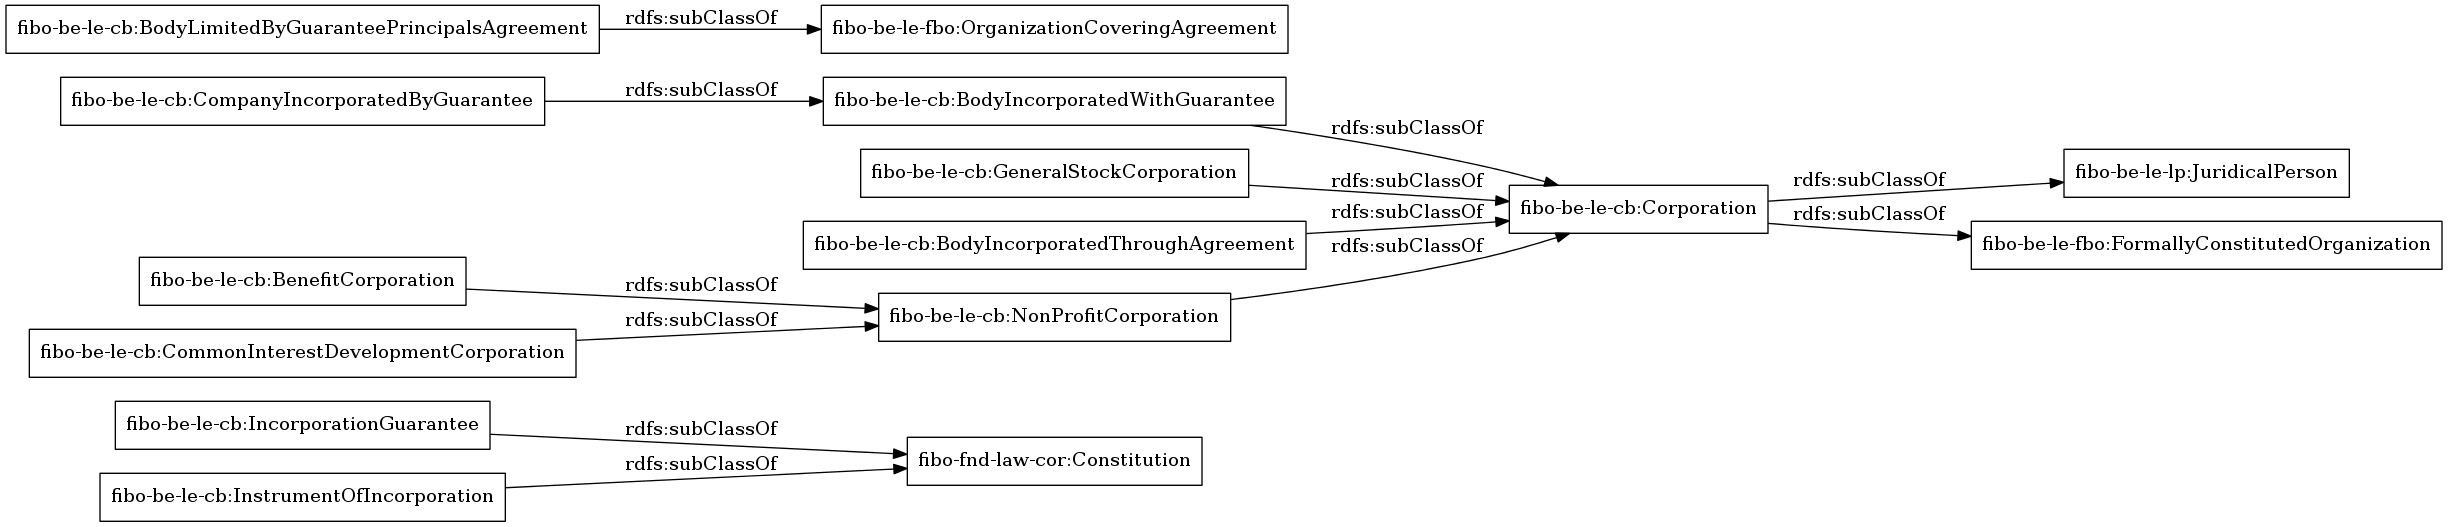 fibo-be-le-cb:BodyLimitedByGuaranteePrincipalsAgreement
rdfs:subClassOf
fibo-be-le-fbo:OrganizationCoveringAgreement
fibo-be-le-cb:CompanyIncorporatedByGuarantee
rdfs:subClassOf
fibo-be-le-cb:BodyIncorporatedWithGuarantee
rdfs:subClassOf
fibo-be-le-cb:GeneralStockCorporation
rdfs:subClassOf
fibo-be-le-cb:BodyIncorporatedThroughAgreement
rdfs:subClassOf
rdfs:subClassOf
fibo-be-le-cb:Corporation
rdfs:subClassOf
fibo-be-le-lp:JuridicalPerson
rdfs:subClassOf
fibo-be-le-fbo:FormallyConstitutedOrganization
fibo-be-le-cb:BenefitCorporation
rdfs:subClassOf
fibo-be-le-cb:NonProfitCorporation
fibo-be-le-cb:CommonInterestDevelopmentCorporation
rdfs:subClassOf
fibo-be-le-cb:IncorporationGuarantee
rdfs:subClassOf
fibo-fnd-law-cor:Constitution
fibo-be-le-cb:InstrumentOfIncorporation
rdfs:subClassOf